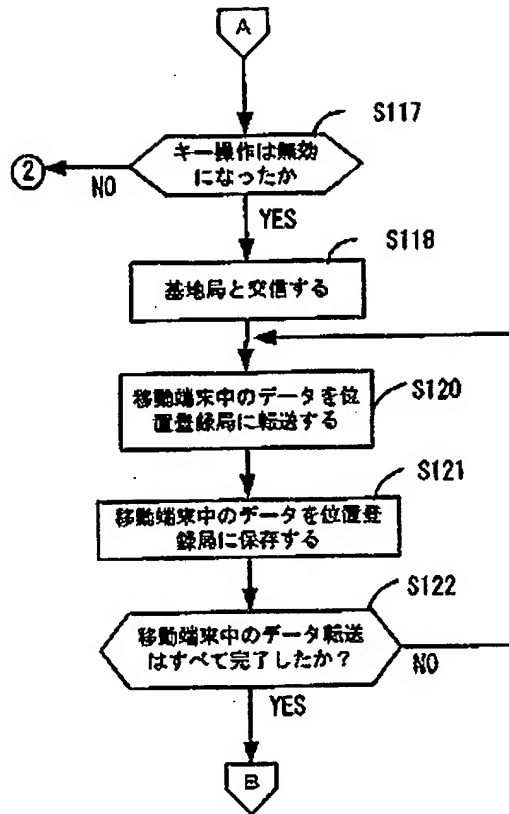 A
S117
キー操作は無効
になったか
②
NO
YES
S118
基地局と交信する
移動端末中のデータを位
置登録局に転送する
S120
S121
移動端末中のデータを位置登
録局に保存する
S122
移動端末中のデータ転送
はすべて完了したか?
NO
YES
B